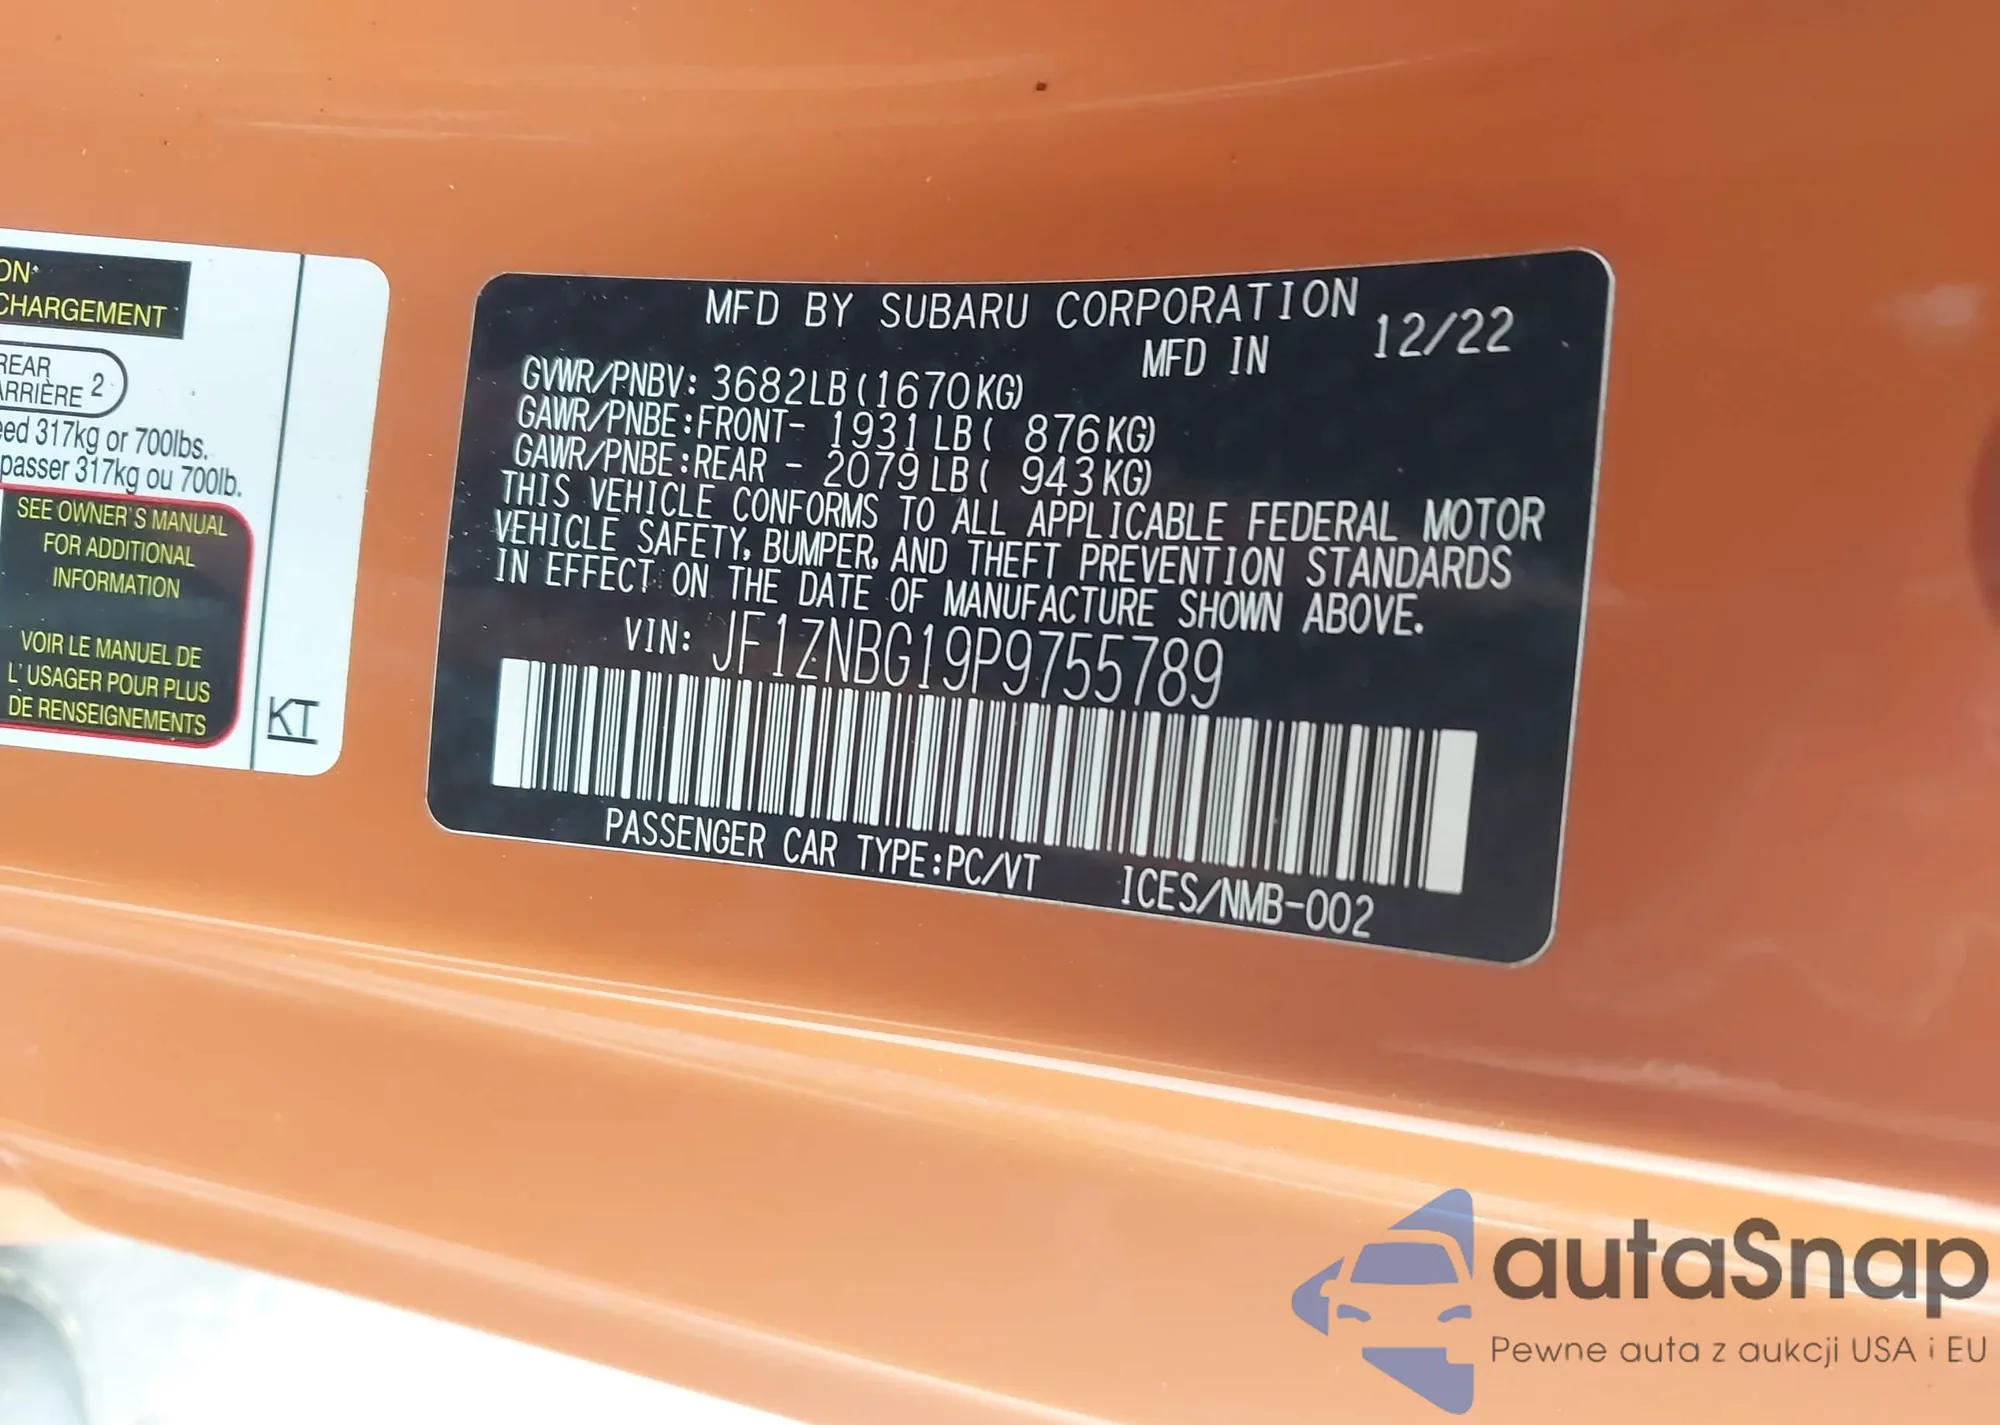 ON
CHARGEMENT
REAR
ARRIÈRE 2
eed 317kg or 700lbs.
passer 317kg ou 700lb.
SEE OWNER'S MANUAL
FOR ADDITIONAL
INFORMATION
VOIR LE MANUEL DE
L'USAGER POUR PLUS
DE RENSEIGNEMENTS
KT
MFD BY SUBARU CORPORATION
MFD IN 12/22
GVWR/PNBV: 3682LB(1670KG)
GAWR/PNBE:FRONT- 1931LB( 876KG)
GAWR/PNBE:REAR - 2079LB( 943KG)
THIS VEHICLE CONFORMS TO ALL APPLICABLE FEDERAL MOTOR
VEHICLE SAFETY, BUMPER, AND THEFT PREVENTION STANDARDS
IN EFFECT ON THE DATE OF MANUFACTURE SHOWN ABOVE.
VIN: JF1ZNBG19P9755789
PASSENGER CAR TYPE:PC/VT ICES/NMB-002
autaSnap
Pewne auta z aukcji USA i EU